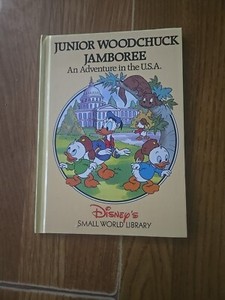 JUNIOR WOODCHUCK
JAMBOREE
An Adventure in the U.S.A.
Disney's
SMALL WORLD LIBRARY